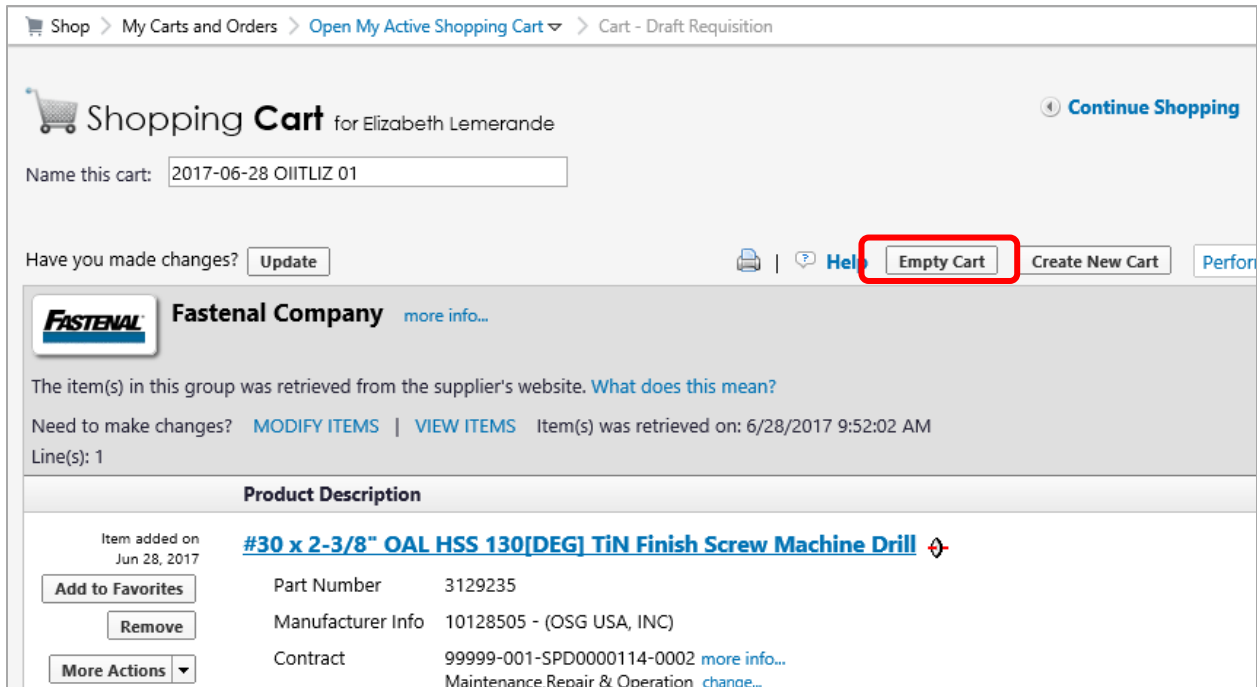 Shop > My Carts and Orders > Open My Active Shopping Cart > Cart - Draft Requisition
Shopping Cart for Elizabeth Lemerande
Continue Shopping
Name this cart: 2017-06-28 OIITLIZ 01
Have you made changes? Update | Help Empty Cart Create New Cart Perfor
FASTENAL Fastenal Company more info...
The item(s) in this group was retrieved from the supplier's website. What does this mean?
Need to make changes? MODIFY ITEMS | VIEW ITEMS Item(s) was retrieved on: 6/28/2017 9:52:02 AM
Line(s): 1
Product Description
Item added on
Jun 28, 2017
#30 x 2-3/8" OAL HSS 130[DEG] TiN Finish Screw Machine Drill
Add to Favorites
Part Number 3129235
Remove
Manufacturer Info 10128505 - (OSG USA, INC)
More Actions
Contract 99999-001-SPD0000114-0002 more info...
Maintenance,Repair & Operation change...